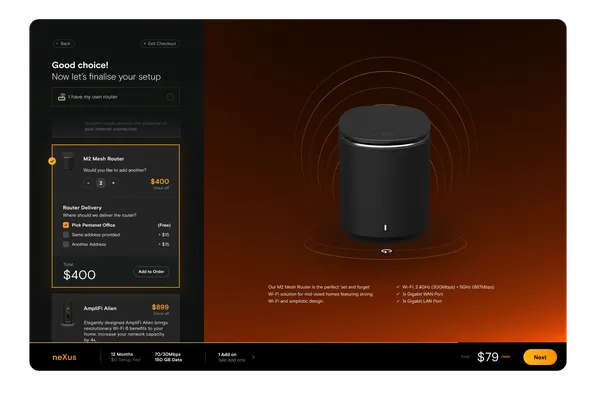 Back
Exit Checkout
Good choice!
Now let's finalise your setup
I have my own router
your internet connection.
M2 Mesh Router
Would you like to add another?
- 2 +
$400
Once off
Router Delivery
Where should we deliver the router?
Pick Pentanet Office (Free)
Same address provided + $15
Another Address + $15
Total
$400
Add to Order
AmpliFi Alien
$899
Once off
Elegantly designed AmpliFi Alien brings
revolutionary Wi-Fi 6 benefits to your
home. Increase your network capacity
by 4x.
Our M2 Mesh Router is the perfect 'set and forget'
Wi-Fi solution for mid-sized homes featuring strong
Wi-Fi and simplistic design.
Wi-Fi, 2.4GHz (300Mbps) + 5GHz (867Mbps)
1x Gigabit WAN Port
1x Gigabit LAN Port
neXus
12 Months
$0 Setup Fee
70/30Mbps
150 GB Data
1 Add on
See add ons
Total
$79
Next